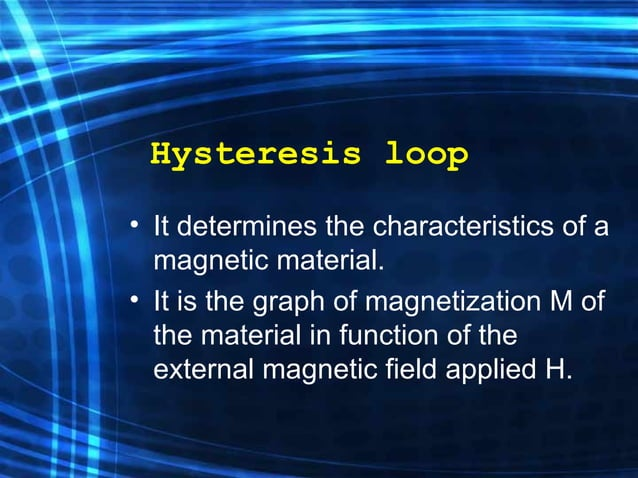 Hysteresis loop
• It determines the characteristics of a
magnetic material.
• It is the graph of magnetization M of
the material in function of the
external magnetic field applied H.